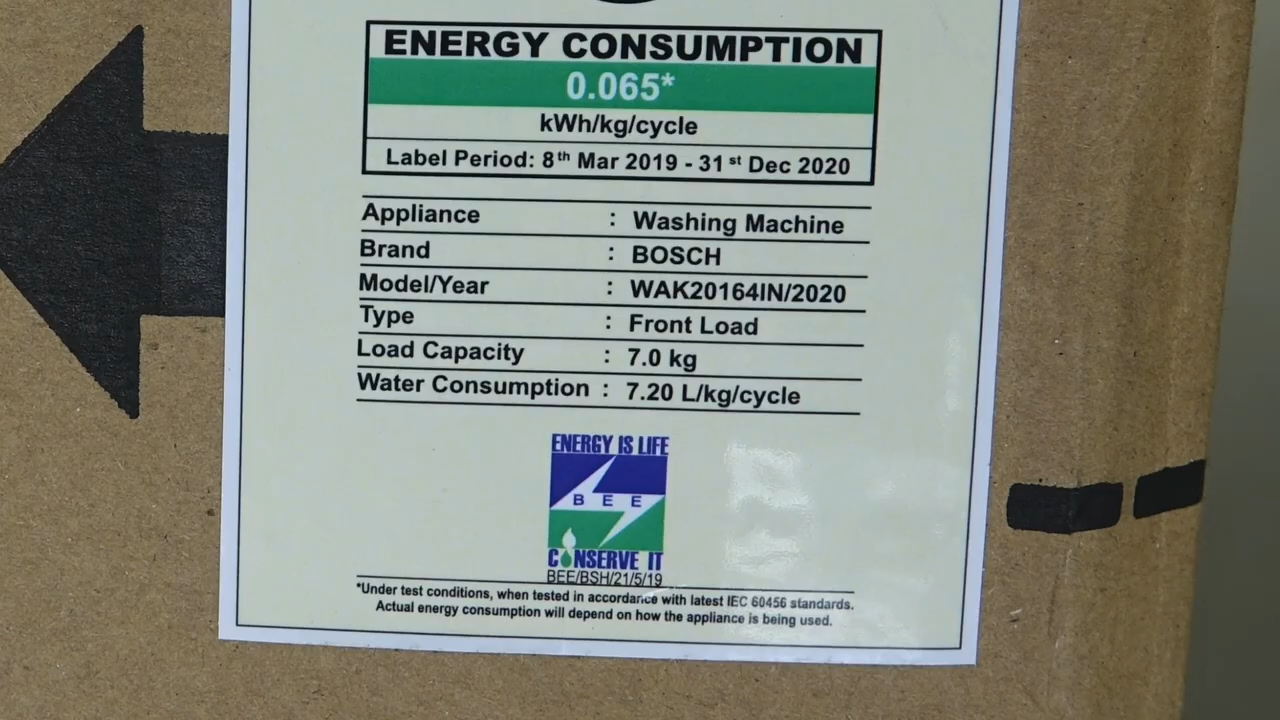 ENERGY CONSUMPTION
0.065*
kWh/kg/cycle
Label Period: 8th Mar 2019 - 31st Dec 2020
Appliance : Washing Machine
Brand : BOSCH
Model/Year : WAK20164IN/2020
Type : Front Load
Load Capacity : 7.0 kg
Water Consumption : 7.20 L/kg/cycle
ENERGY IS LIFE
BEE
CONSERVE IT
BEE/BSH/21/5/19
*Under test conditions, when tested in accordance with latest IEC 60456 standards.
Actual energy consumption will depend on how the appliance is being used.